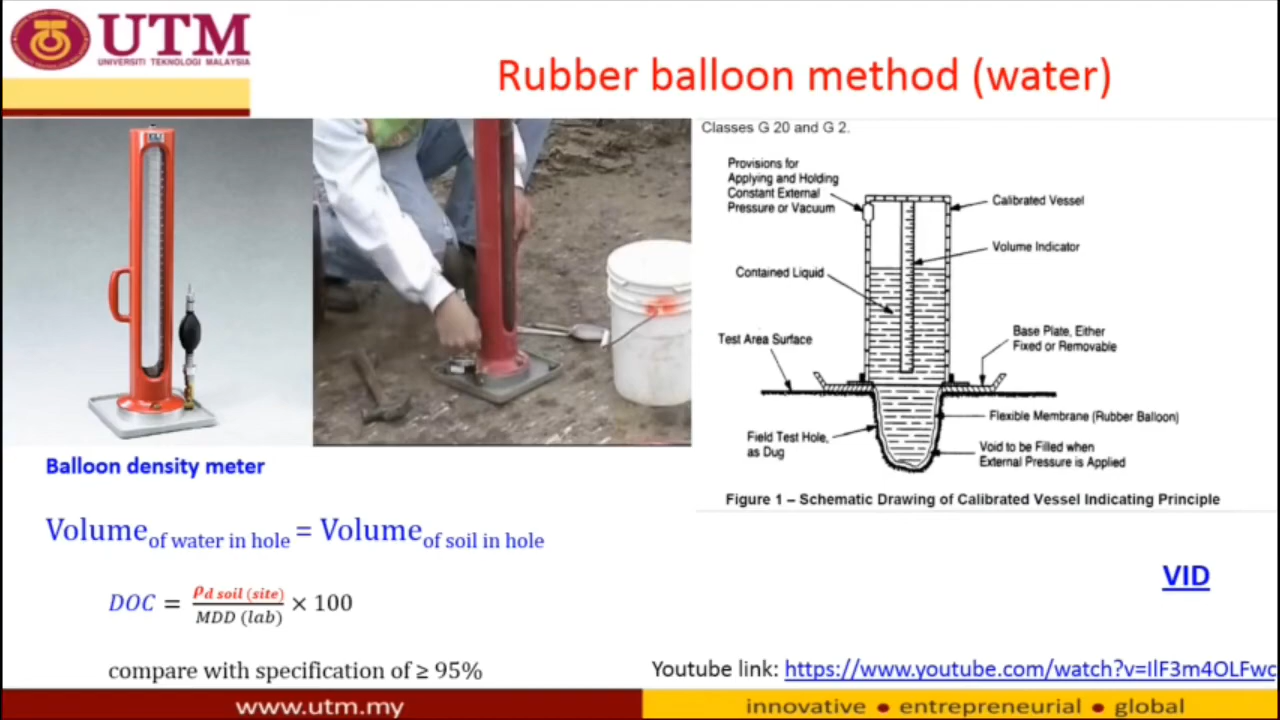 UTM
UNIVERSITI TEKNOLOGI MALAYSIA
Rubber balloon method (water)
Classes G 20 and G 2.
Provisions for
Applying and Holding
Constant External
Pressure or Vacuum
Calibrated Vessel
Volume Indicator
Contained Liquid
Test Area Surface
Base Plate, Either
Fixed or Removable
Flexible Membrane (Rubber Balloon)
Field Test Hole,
as Dug
Void to be Filled when
External Pressure is Applied
Figure 1 – Schematic Drawing of Calibrated Vessel Indicating Principle
Balloon density meter
Volume of water in hole = Volume of soil in hole
DOC = ρd soil (site) / MDD (lab) × 100
compare with specification of ≥ 95%
VID
Youtube link: https://www.youtube.com/watch?v=IlF3m4OLFwc
www.utm.my
innovative ● entrepreneurial ● global